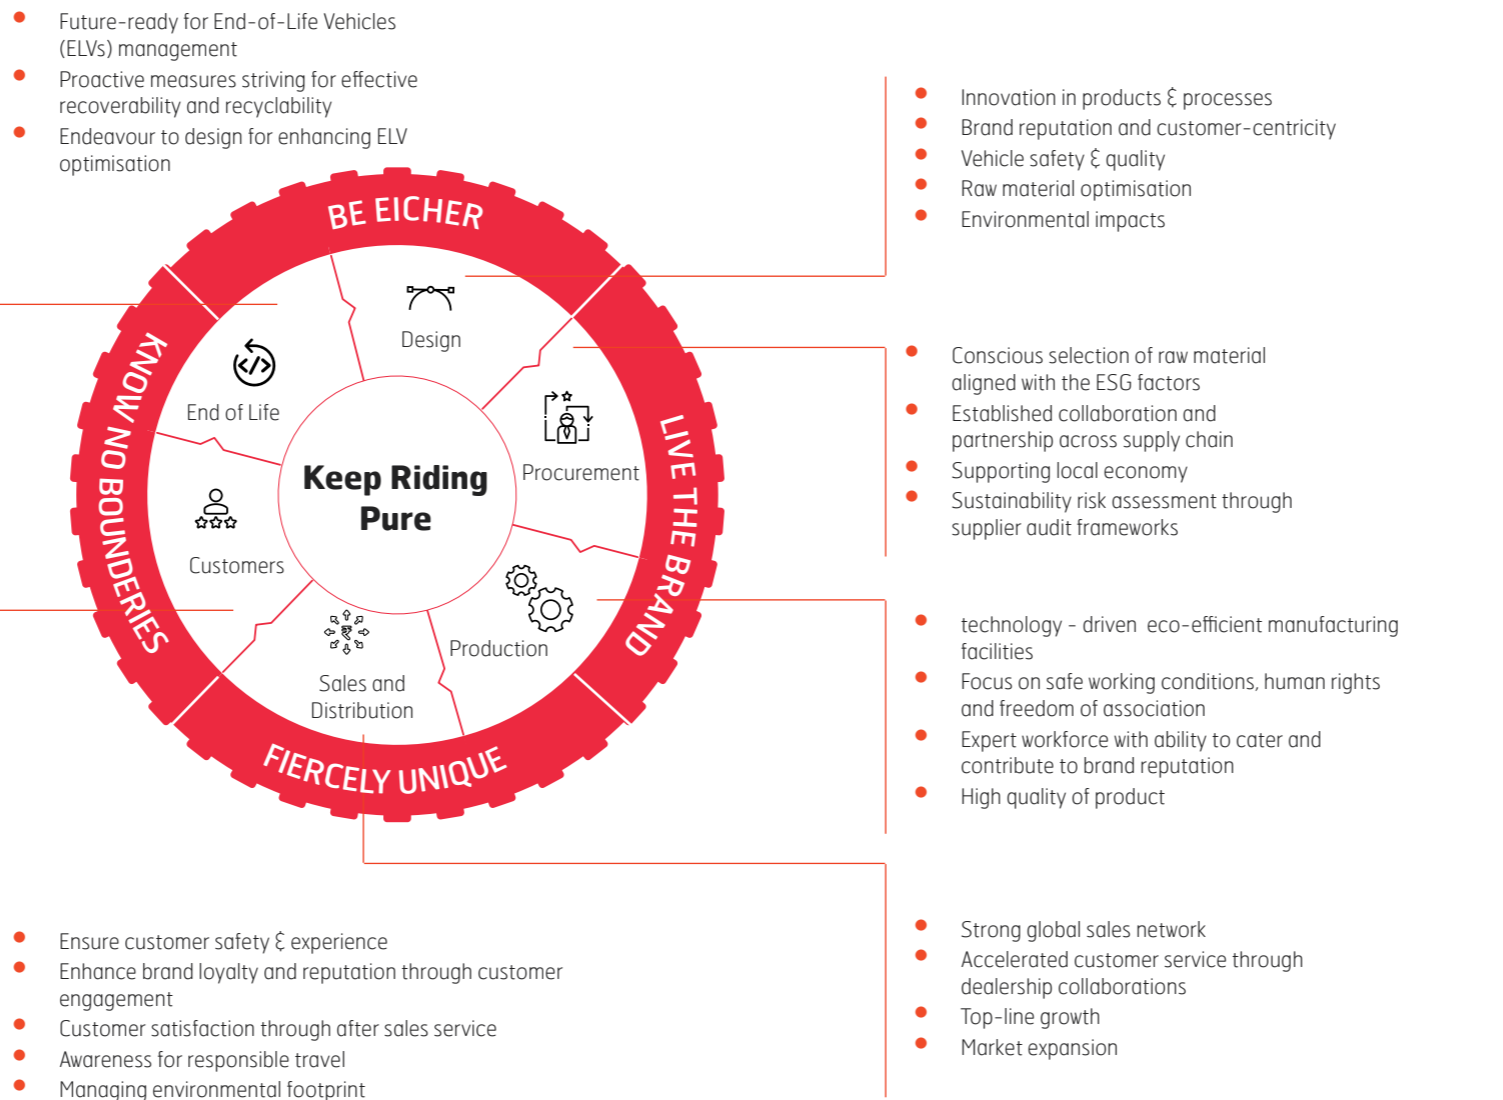 Future-ready for End-of-Life Vehicles
(ELVs) management
Proactive measures striving for effective
recoverability and recyclability
Endeavour to design for enhancing ELV
optimisation
Innovation in products & processes
Brand reputation and customer-centricity
Vehicle safety & quality
Raw material optimisation
Environmental impacts
BE EICHER
LIVE THE BRAND
FIERCELY UNIQUE
KNOW NO BOUNDERIES
Design
Procurement
Production
Sales and
Distribution
Customers
End of Life
Keep Riding
Pure
Conscious selection of raw material
aligned with the ESG factors
Established collaboration and
partnership across supply chain
Supporting local economy
Sustainability risk assessment through
supplier audit frameworks
technology - driven eco-efficient manufacturing
facilities
Focus on safe working conditions, human rights
and freedom of association
Expert workforce with ability to cater and
contribute to brand reputation
High quality of product
Ensure customer safety & experience
Enhance brand loyalty and reputation through customer
engagement
Customer satisfaction through after sales service
Awareness for responsible travel
Managing environmental footprint
Strong global sales network
Accelerated customer service through
dealership collaborations
Top-line growth
Market expansion